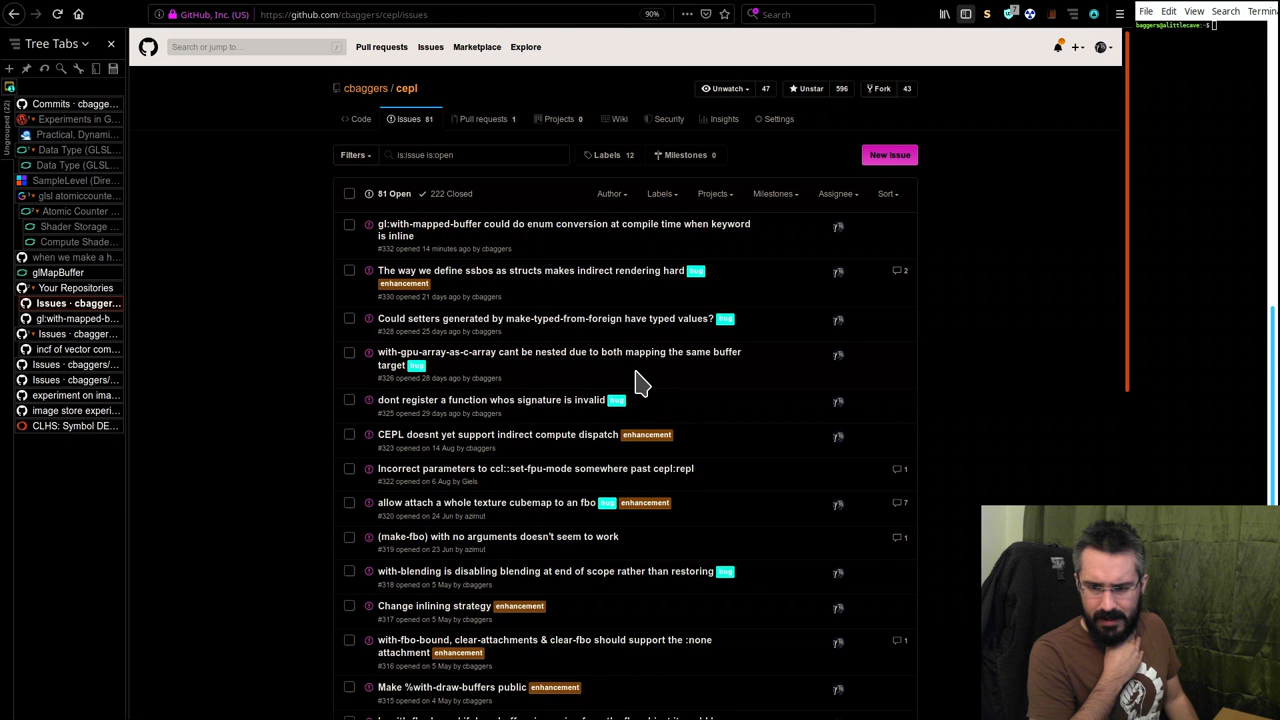 GitHub, Inc. (US)
https://github.com/cbaggers/cepl/issues
90%
Search
File Edit View Search Termin
baggers@alittlecave:~$
Tree Tabs
Search or jump to...
/
Pull requests Issues Marketplace Explore
Ungrouped (22)
Commits · cbagge...
Experiments in G...
Practical, Dynami...
Data Type (GLSL...
Data Type (GLSL...
SampleLevel (Dire...
glsl atomiccounte...
Atomic Counter ...
Shader Storage ...
Compute Shade...
when we make a h...
glMapBuffer
Your Repositories
Issues · cbagger...
gl:with-mapped-b...
Issues · cbagger...
incf of vector com...
Issues · cbaggers/...
Issues · cbaggers/...
experiment on ima...
image store experi...
CLHS: Symbol DE...
cbaggers / cepl
Unwatch 47 Unstar 596 Fork 43
Code Issues 81 Pull requests 1 Projects 0 Wiki Security Insights Settings
Filters is:issue is:open Labels 12 Milestones 0 New issue
81 Open 222 Closed Author Labels Projects Milestones Assignee Sort
gl:with-mapped-buffer could do enum conversion at compile time when keyword
is inline
#332 opened 14 minutes ago by cbaggers
The way we define ssbos as structs makes indirect rendering hard bug 2
enhancement
#330 opened 21 days ago by cbaggers
Could setters generated by make-typed-from-foreign have typed values? bug
#328 opened 25 days ago by cbaggers
with-gpu-array-as-c-array cant be nested due to both mapping the same buffer
target bug
#326 opened 28 days ago by cbaggers
dont register a function whos signature is invalid bug
#325 opened 29 days ago by cbaggers
CEPL doesnt yet support indirect compute dispatch enhancement
#323 opened on 14 Aug by cbaggers
Incorrect parameters to ccl::set-fpu-mode somewhere past cepl:repl 1
#322 opened on 6 Aug by Giels
allow attach a whole texture cubemap to an fbo bug enhancement 7
#320 opened on 24 Jun by azimut
(make-fbo) with no arguments doesn't seem to work 1
#319 opened on 23 Jun by azimut
with-blending is disabling blending at end of scope rather than restoring bug
#318 opened on 5 May by cbaggers
Change inlining strategy enhancement
#317 opened on 5 May by cbaggers
with-fbo-bound, clear-attachments & clear-fbo should support the :none 1
attachment enhancement
#316 opened on 5 May by cbaggers
Make %with-draw-buffers public enhancement
#315 opened on 4 May by cbaggers